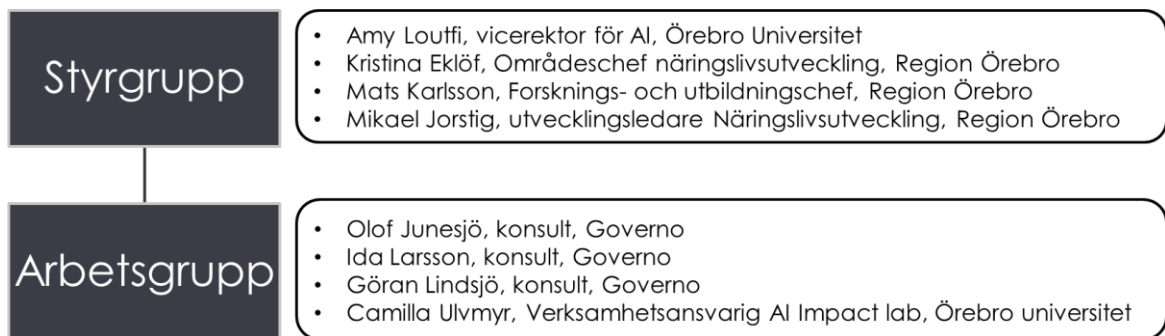 Styrgrupp
• Amy Loutfi, vicerektor för AI, Örebro Universitet
• Kristina Eklöf, Områdeschef näringslivsutveckling, Region Örebro
• Mats Karlsson, Forsknings- och utbildningschef, Region Örebro
• Mikael Jorstig, utvecklingsledare Näringslivsutveckling, Region Örebro
Arbetsgrupp
• Olof Junesjö, konsult, Governo
• Ida Larsson, konsult, Governo
• Göran Lindsjö, konsult, Governo
• Camilla Ulvmyr, Verksamhetsansvarig AI Impact lab, Örebro universitet